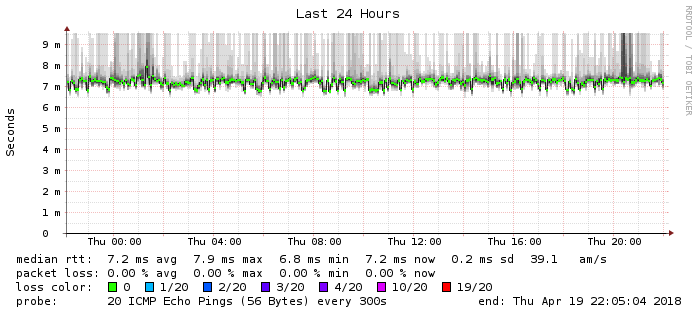 Last 24 Hours
RRDTOOL / TOBI OETIKER
Seconds
9 m
8 m
7 m
6 m
5 m
4 m
3 m
2 m
1 m
0
Thu 00:00 Thu 04:00 Thu 08:00 Thu 12:00 Thu 16:00 Thu 20:00
median rtt: 7.2 ms avg 7.9 ms max 6.8 ms min 7.2 ms now 0.2 ms sd 39.1 am/s
packet loss: 0.00 % avg 0.00 % max 0.00 % min 0.00 % now
loss color: 0 1/20 2/20 3/20 4/20 10/20 19/20
probe: 20 ICMP Echo Pings (56 Bytes) every 300s end: Thu Apr 19 22:05:04 2018